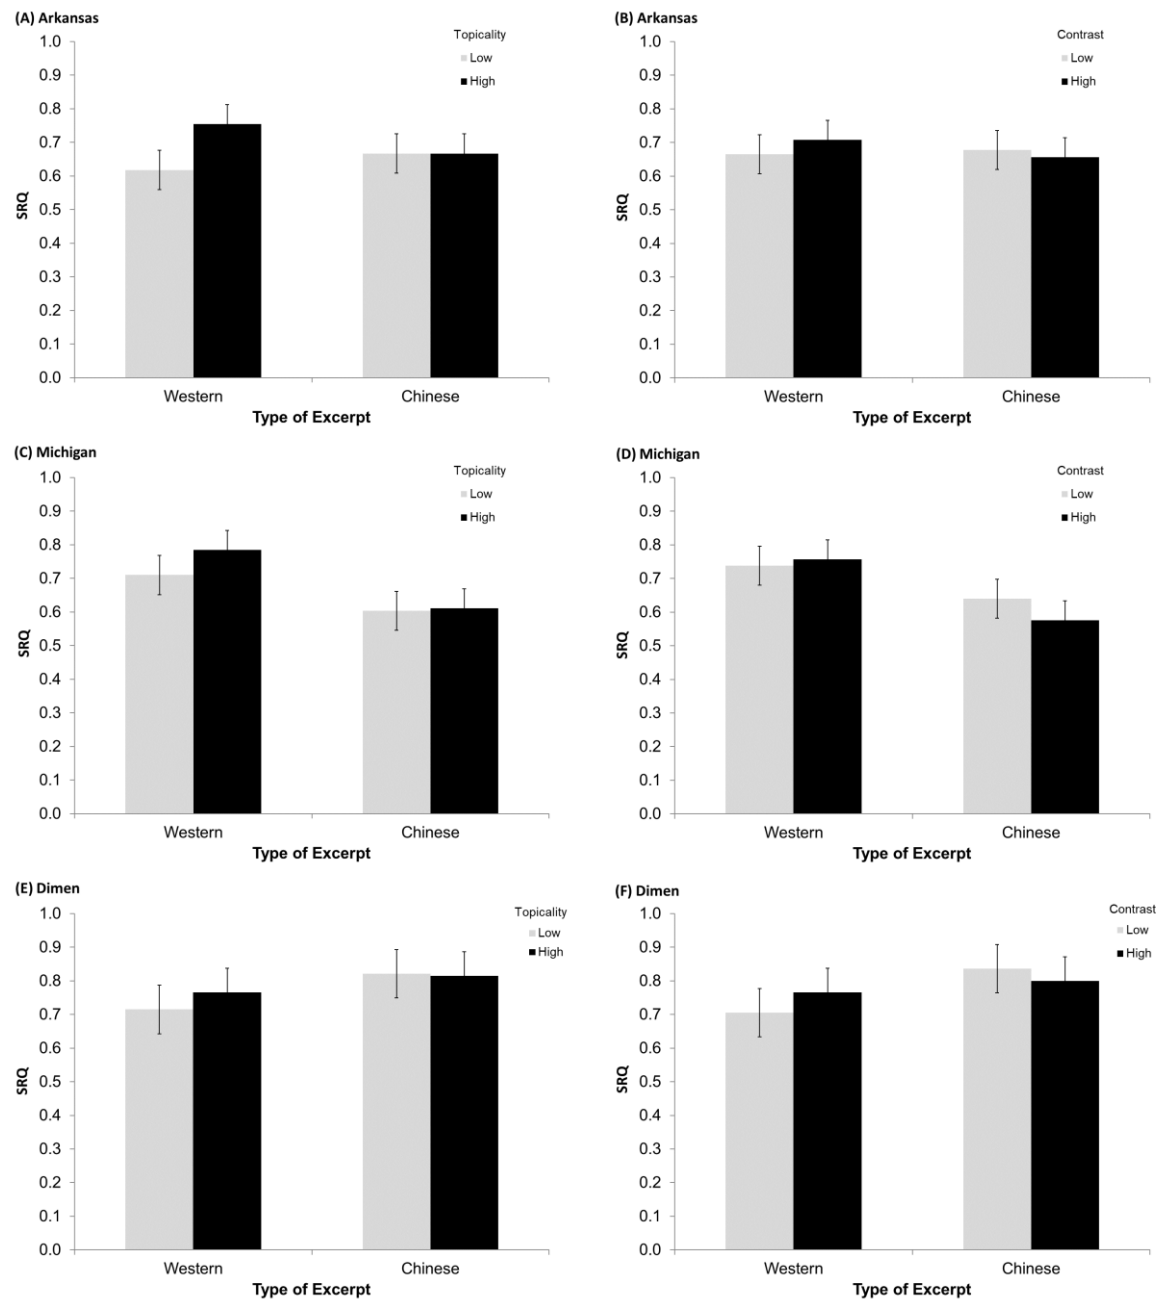 (A) Arkansas
Topicality
Low
High
1.0
0.9
0.8
0.7
0.6
0.5
0.4
0.3
0.2
0.1
0.0
SRQ
Western
Chinese
Type of Excerpt
(B) Arkansas
Contrast
Low
High
1.0
0.9
0.8
0.7
0.6
0.5
0.4
0.3
0.2
0.1
0.0
SRQ
Western
Chinese
Type of Excerpt
(C) Michigan
Topicality
Low
High
1.0
0.9
0.8
0.7
0.6
0.5
0.4
0.3
0.2
0.1
0.0
SRQ
Western
Chinese
Type of Excerpt
(D) Michigan
Contrast
Low
High
1.0
0.9
0.8
0.7
0.6
0.5
0.4
0.3
0.2
0.1
0.0
SRQ
Western
Chinese
Type of Excerpt
(E) Dimen
Topicality
Low
High
1.0
0.9
0.8
0.7
0.6
0.5
0.4
0.3
0.2
0.1
0.0
SRQ
Western
Chinese
Type of Excerpt
(F) Dimen
Contrast
Low
High
1.0
0.9
0.8
0.7
0.6
0.5
0.4
0.3
0.2
0.1
0.0
SRQ
Western
Chinese
Type of Excerpt